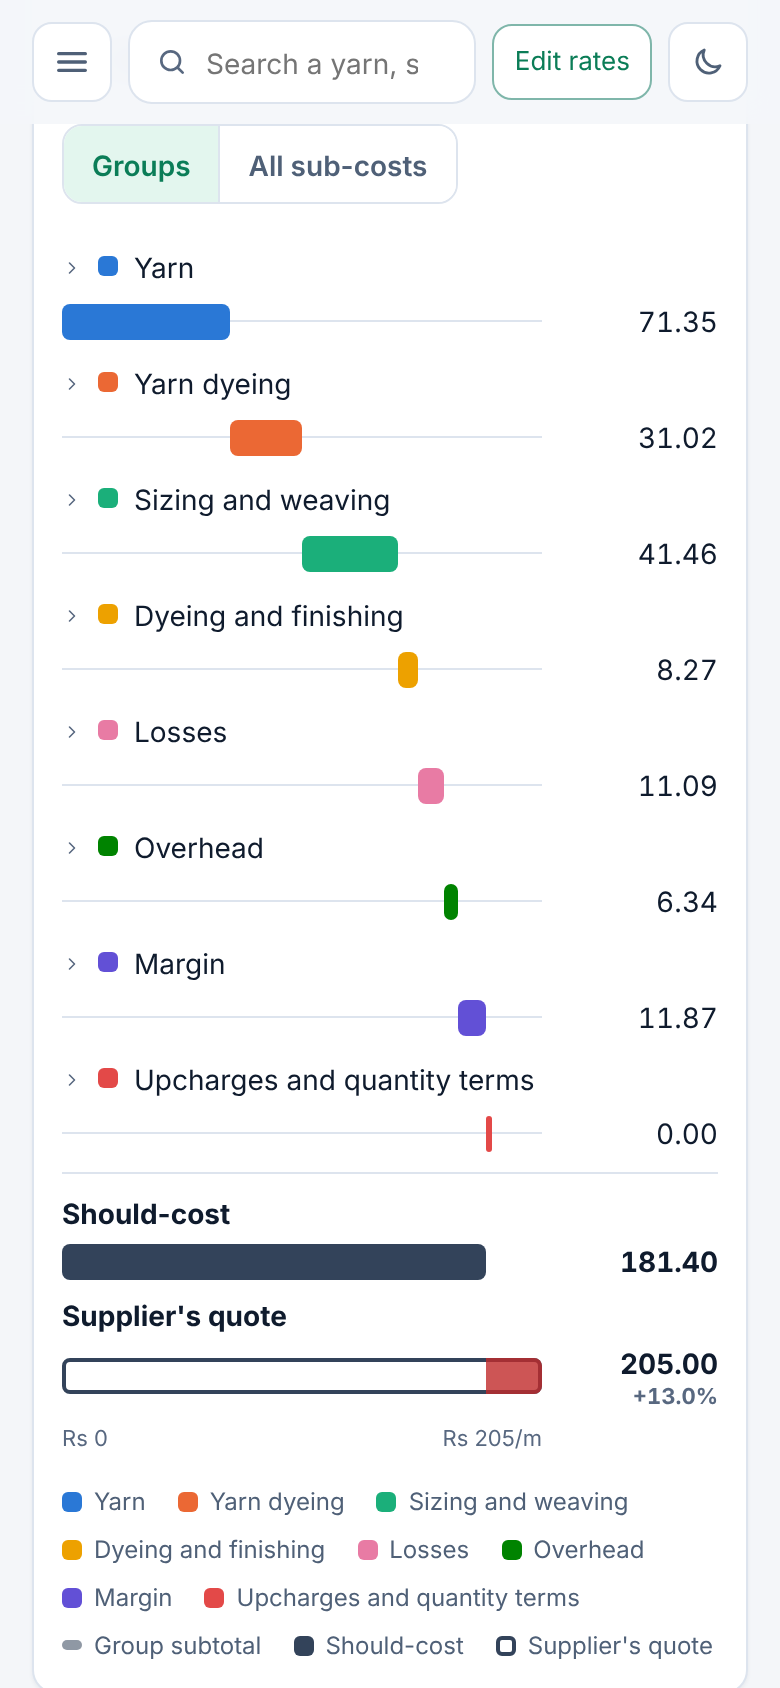 Search a yarn, s
Edit rates
Groups
All sub-costs
Yarn
71.35
Yarn dyeing
31.02
Sizing and weaving
41.46
Dyeing and finishing
8.27
Losses
11.09
Overhead
6.34
Margin
11.87
Upcharges and quantity terms
0.00
Should-cost
181.40
Supplier's quote
205.00
+13.0%
Rs 0
Rs 205/m
Yarn Yarn dyeing Sizing and weaving
Dyeing and finishing Losses Overhead
Margin Upcharges and quantity terms
Group subtotal Should-cost Supplier's quote